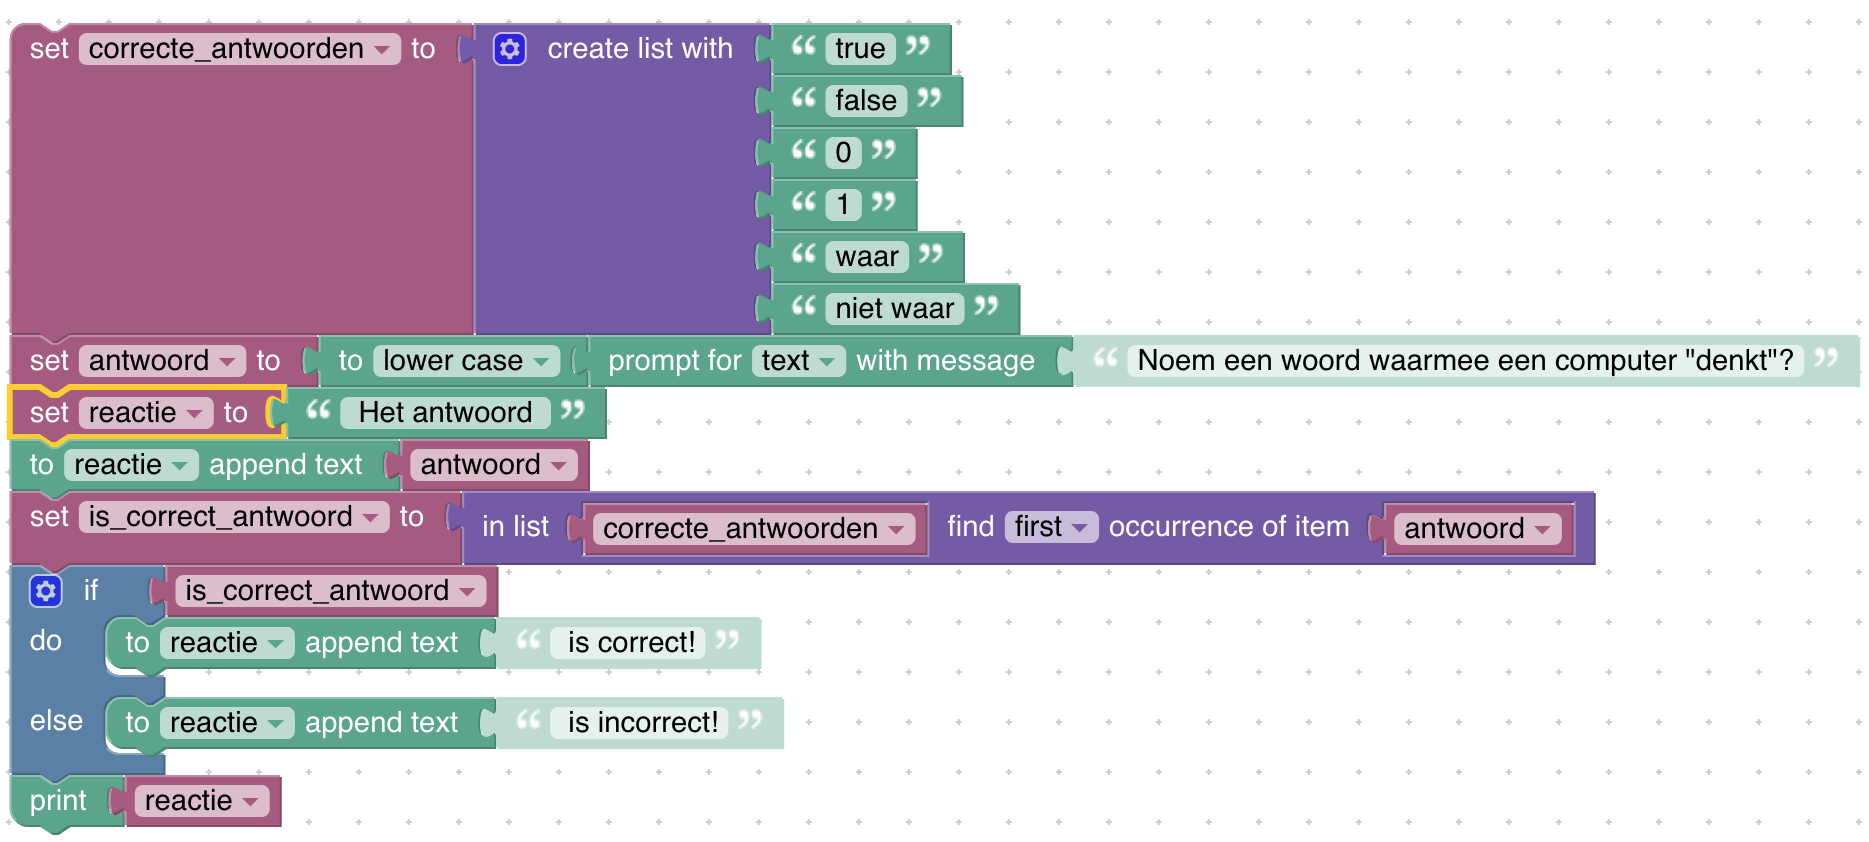 set correcte_antwoorden to create list with “ true ”
“ false ”
“ 0 ”
“ 1 ”
“ waar ”
“ niet waar ”
set antwoord to to lower case prompt for text with message “ Noem een woord waarmee een computer "denkt"? ”
set reactie to “ Het antwoord ”
to reactie append text antwoord
set is_correct_antwoord to in list correcte_antwoorden find first occurrence of item antwoord
if is_correct_antwoord
do to reactie append text “ is correct! ”
else to reactie append text “ is incorrect! ”
print reactie